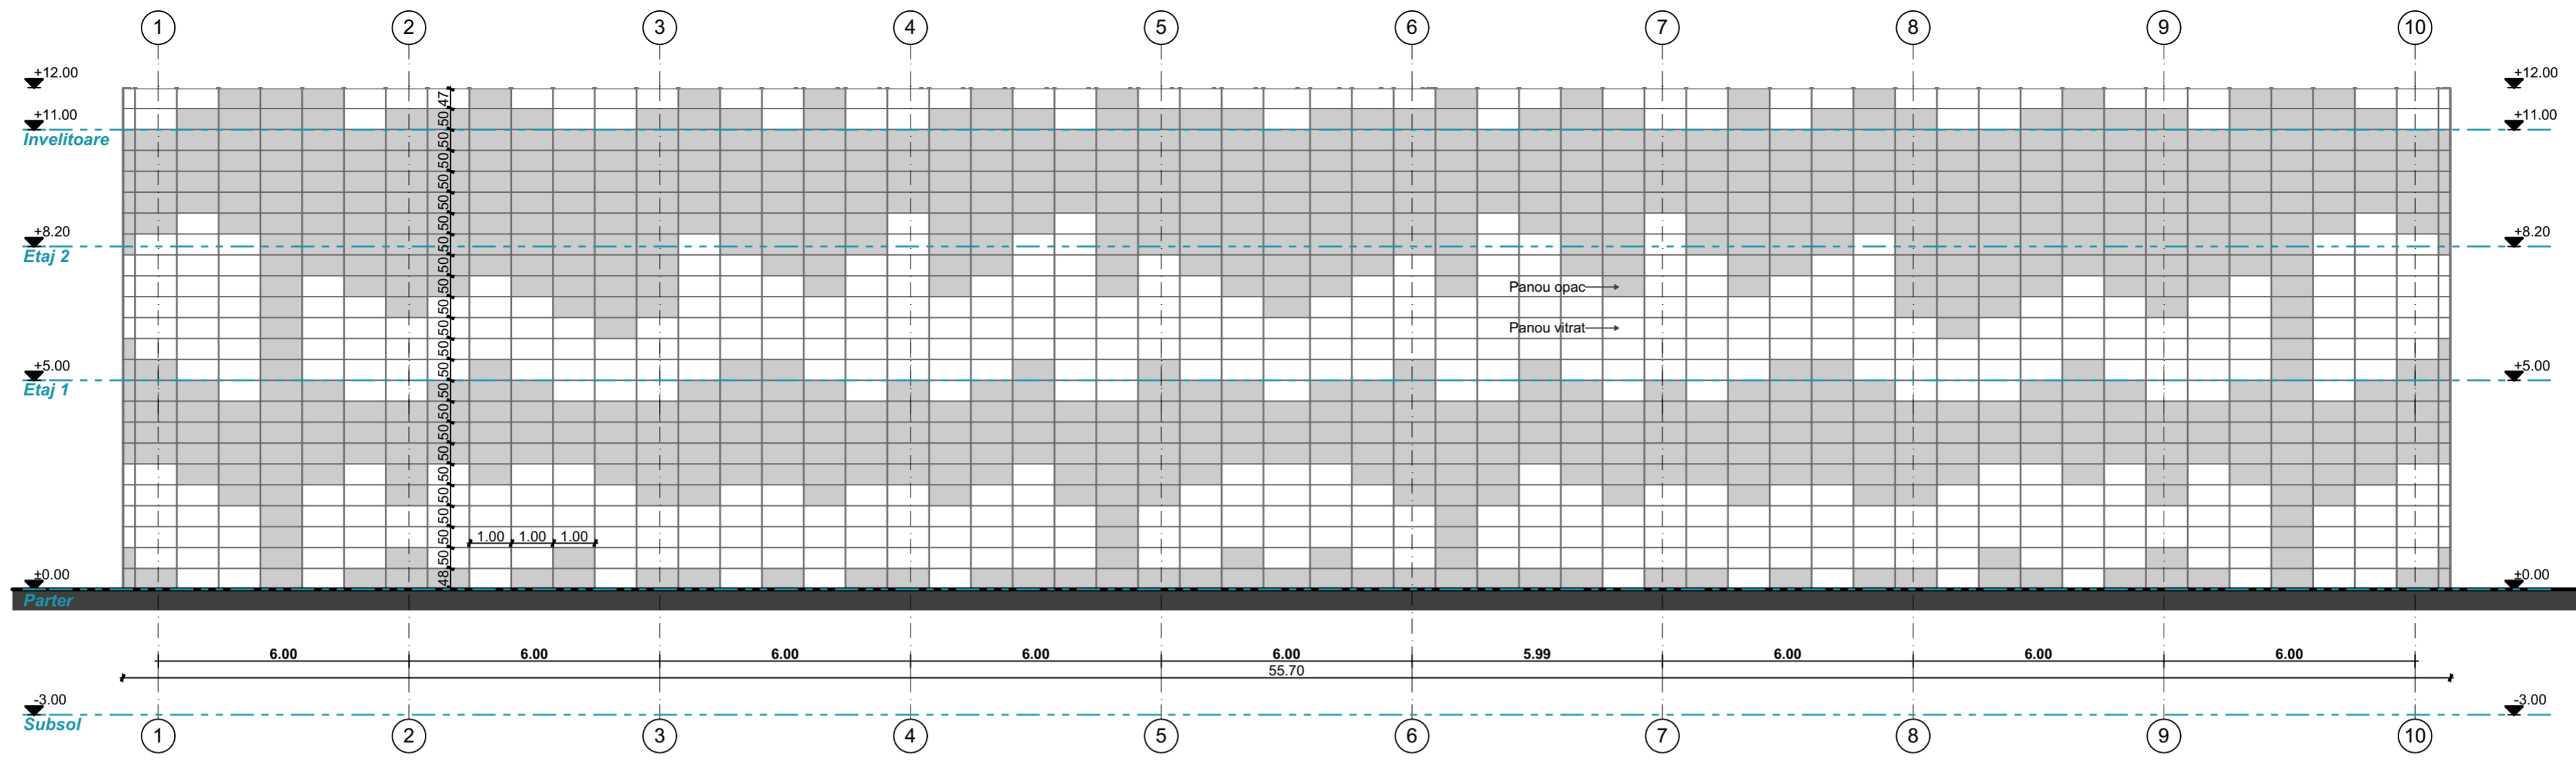 1 2 3 4 5 6 7 8 9 10
+12.00 +12.00
+11.00 +11.00
Invelitoare
+8.20 +8.20
Etaj 2
Panou opac
Panou vitrat
+5.00 +5.00
Etaj 1
48 50 50 50 50 50 50 50 50 50 50 50 50 50 50 50 50 50 50 50 50 50 50 47
1.00 1.00 1.00
±0.00 ±0.00
Parter
6.00 6.00 6.00 6.00 6.00 5.99 6.00 6.00 6.00
55.70
-3.00 -3.00
Subsol
1 2 3 4 5 6 7 8 9 10